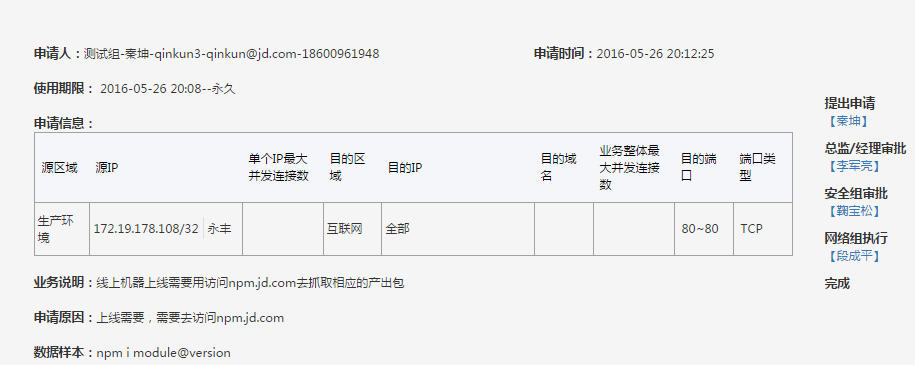 申请人：测试组-秦坤-qinkun3-qinkun@jd.com-18600961948
申请时间：2016-05-26 20:12:25
使用期限： 2016-05-26 20:08--永久
申请信息：
源区域 源IP 单个IP最大并发连接数 目的区域 目的IP 目的域名 业务整体最大并发连接数 目的端口 端口类型
生产环境 172.19.178.108/32 永丰 互联网 全部 80~80 TCP
业务说明：线上机器上线需要用访问npm.jd.com去抓取相应的产出包
申请原因：上线需要，需要去访问npm.jd.com
数据样本：npm i module@version
提出申请
【秦坤】
总监/经理审批
【李军亮】
安全组审批
【鞠宝松】
网络组执行
【段成平】
完成